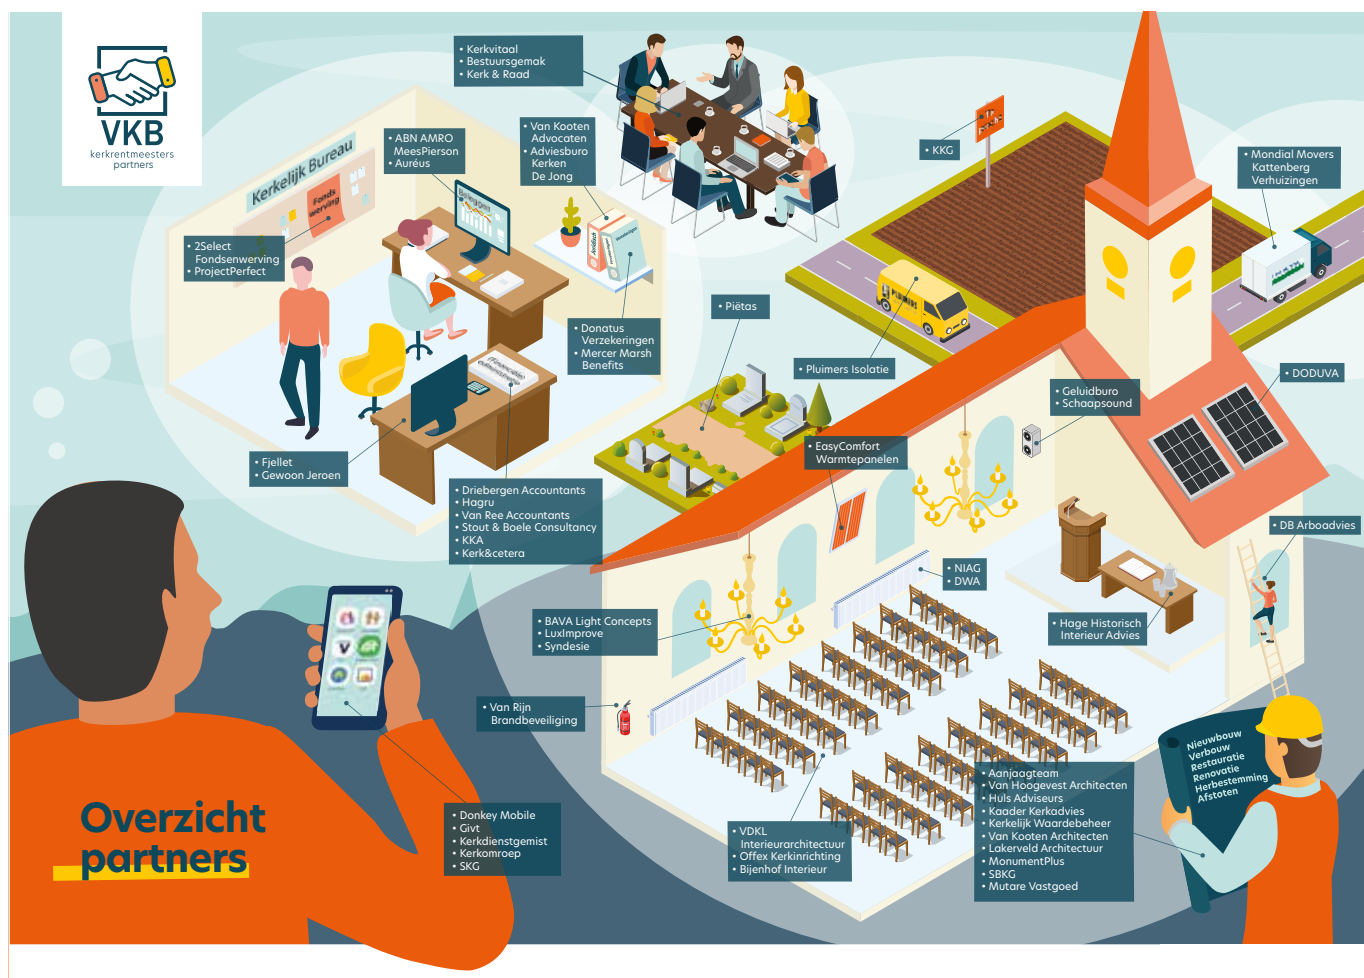 VKB
kerkrentmeesters
partners
• Kerkvitaal
• Bestuursgemak
• Kerk & Raad
• ABN AMRO
MeesPierson
• Auréus
• Van Kooten
Advocaten
• Adviesburo
Kerken
De Jong
• KKG
• Mondial Movers
Kattenberg
Verhuizingen
Kerkelijk Bureau
Fonds
werving
Beleggen
Juridisch
• 2Select
Fondsenwerving
• ProjectPerfect
• Piëtas
PLUIMERS
• Donatus
Verzekeringen
• Mercer Marsh
Benefits
• Pluimers Isolatie
• DODUVA
• Geluidburo
• Schaapsound
(Financiële)
administratie
• EasyComfort
Warmtepanelen
• Fjellet
• Gewoon Jeroen
• Driebergen Accountants
• Hagru
• Van Ree Accountants
• Stout & Boele Consultancy
• KKA
• Kerk&cetera
• DB Arboadvies
• NIAG
• DWA
• BAVA Light Concepts
• LuxImprove
• Syndesie
• Hage Historisch
Interieur Advies
• Van Rijn
Brandbeveiliging
Nieuwbouw
Verbouw
Restauratie
Renovatie
Herbestemming
Afstoten
• Aanjaagteam
• Van Hoogevest Architecten
• Huls Adviseurs
• Kaader Kerkadvies
• Kerkelijk Waardebeheer
• Van Kooten Architecten
• Lakerveld Architectuur
• MonumentPlus
• SBKG
• Mutare Vastgoed
Overzicht
partners
• Donkey Mobile
• Givt
• Kerkdienstgemist
• Kerkomroep
• SKG
• VDKL
Interieurarchitectuur
• Offex Kerkinrichting
• Bijenhof Interieur